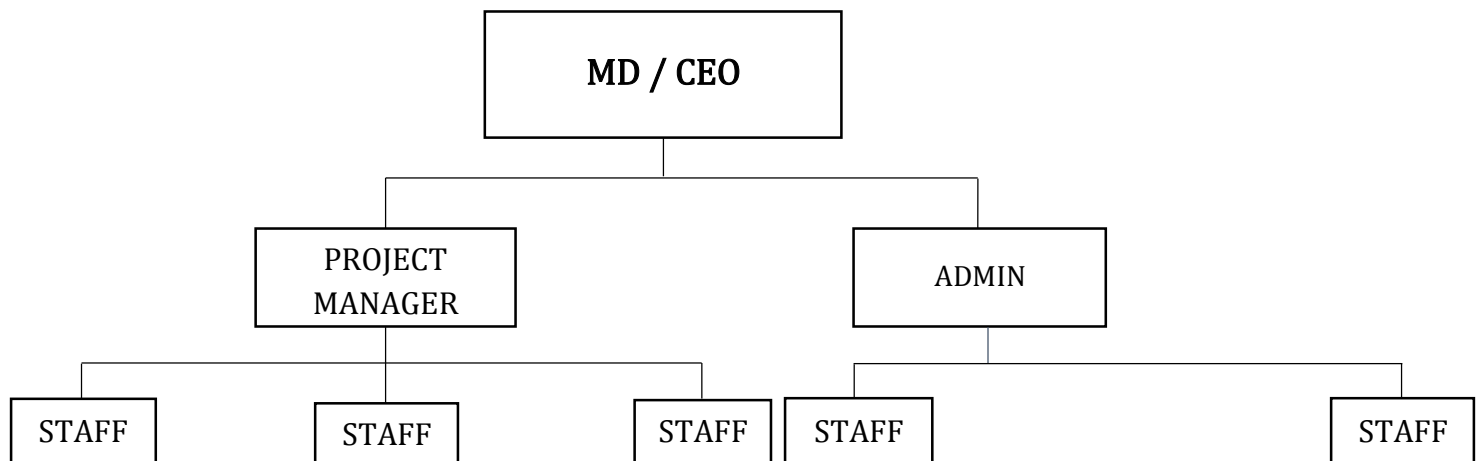 MD / CEO
PROJECT
MANAGER
ADMIN
STAFF
STAFF
STAFF
STAFF
STAFF